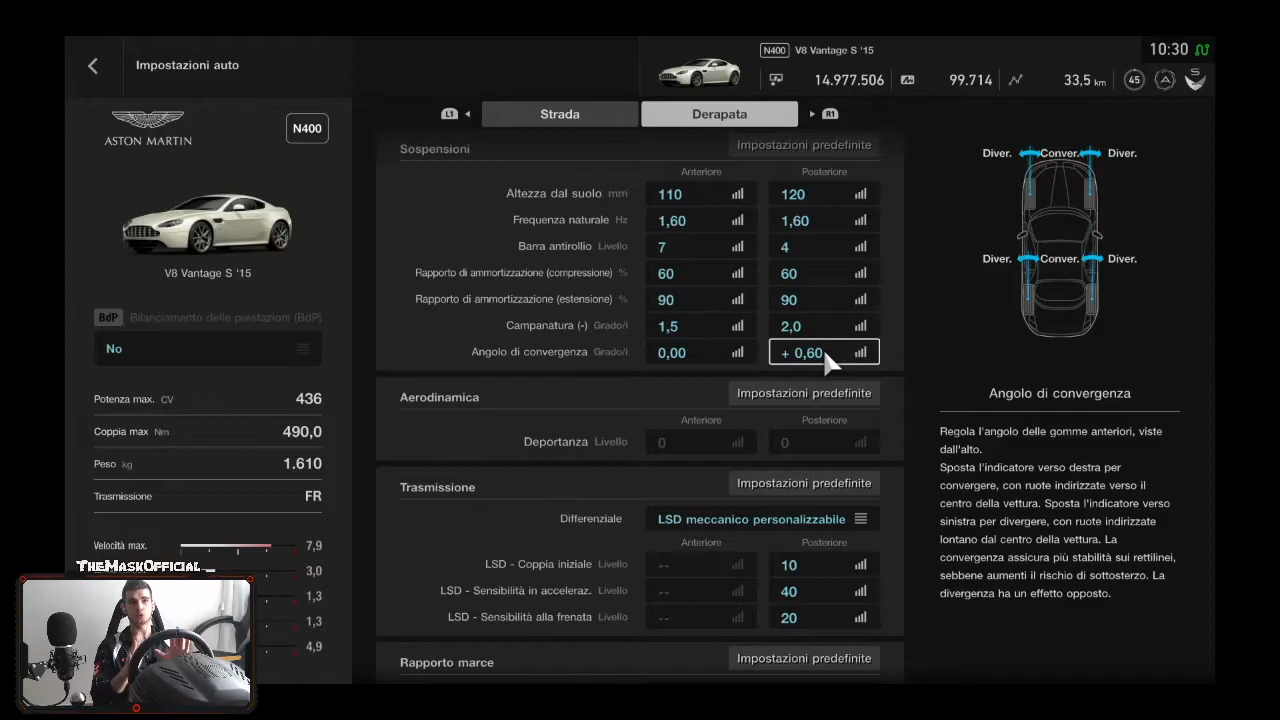 Impostazioni auto
N400 V8 Vantage S '15
10:30
14.977.506 99.714 33,5 km 45 S
ASTON MARTIN
N400
V8 Vantage S '15
BdP Bilanciamento delle prestazioni [BdP]
No
Potenza max. CV 436
Coppia max Nm 490,0
Peso kg 1.610
Trasmissione FR
Velocità max. 7,9
3,0
1,3
1,3
4,9
TheMaskOfficial_
L1 Strada Derapata R1
Sospensioni Impostazioni predefinite
Anteriore Posteriore
Altezza dal suolo mm 110 120
Frequenza naturale Hz 1,60 1,60
Barra antirollio Livello 7 4
Rapporto di ammortizzazione (compressione) % 60 60
Rapporto di ammortizzazione (estensione) % 90 90
Campanatura (-) Grado/i 1,5 2,0
Angolo di convergenza Grado/i 0,00 + 0,60
Aerodinamica Impostazioni predefinite
Anteriore Posteriore
Deportanza Livello 0 0
Trasmissione Impostazioni predefinite
Differenziale LSD meccanico personalizzabile
Anteriore Posteriore
LSD - Coppia iniziale Livello -- 10
LSD - Sensibilità in acceleraz. Livello -- 40
LSD - Sensibilità alla frenata Livello -- 20
Rapporto marce Impostazioni predefinite
Diver. Conver. Diver.
Diver. Conver. Diver.
Angolo di convergenza
Regola l'angolo delle gomme anteriori, viste
dall'alto.
Sposta l'indicatore verso destra per
convergere, con ruote indirizzate verso il
centro della vettura. Sposta l'indicatore verso
sinistra per divergere, con ruote indirizzate
lontano dal centro della vettura. La
convergenza assicura più stabilità sui rettilinei,
sebbene aumenti il rischio di sottosterzo. La
divergenza ha un effetto opposto.